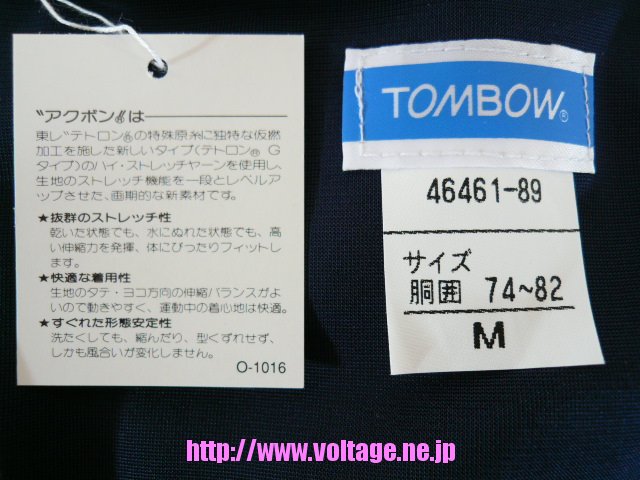 〝アクボン〟は
東レ〝テトロン〟の特殊原糸に独特な仮撚
加工を施した新しいタイプ(テトロン® G
タイプ)のハイ・ストレッチヤーンを使用し、
生地のストレッチ機能を一段とレベルア
ップさせた、画期的な新素材です。
★抜群のストレッチ性
乾いた状態でも、水にぬれた状態でも、高
い伸縮力を発揮、体にぴったりフィットし
ます。
★快適な着用性
生地のタテ・ヨコ方向の伸縮バランスがよ
いので動きやすく、運動中の着心地は快適。
★すぐれた形態安定性
洗たくしても、縮んだり、型くずれせず、
しかも風合いが変化しません。
O-1016
TOMBOW®
46461-89
サイズ
胴囲 74~82
M
http://www.voltage.ne.jp